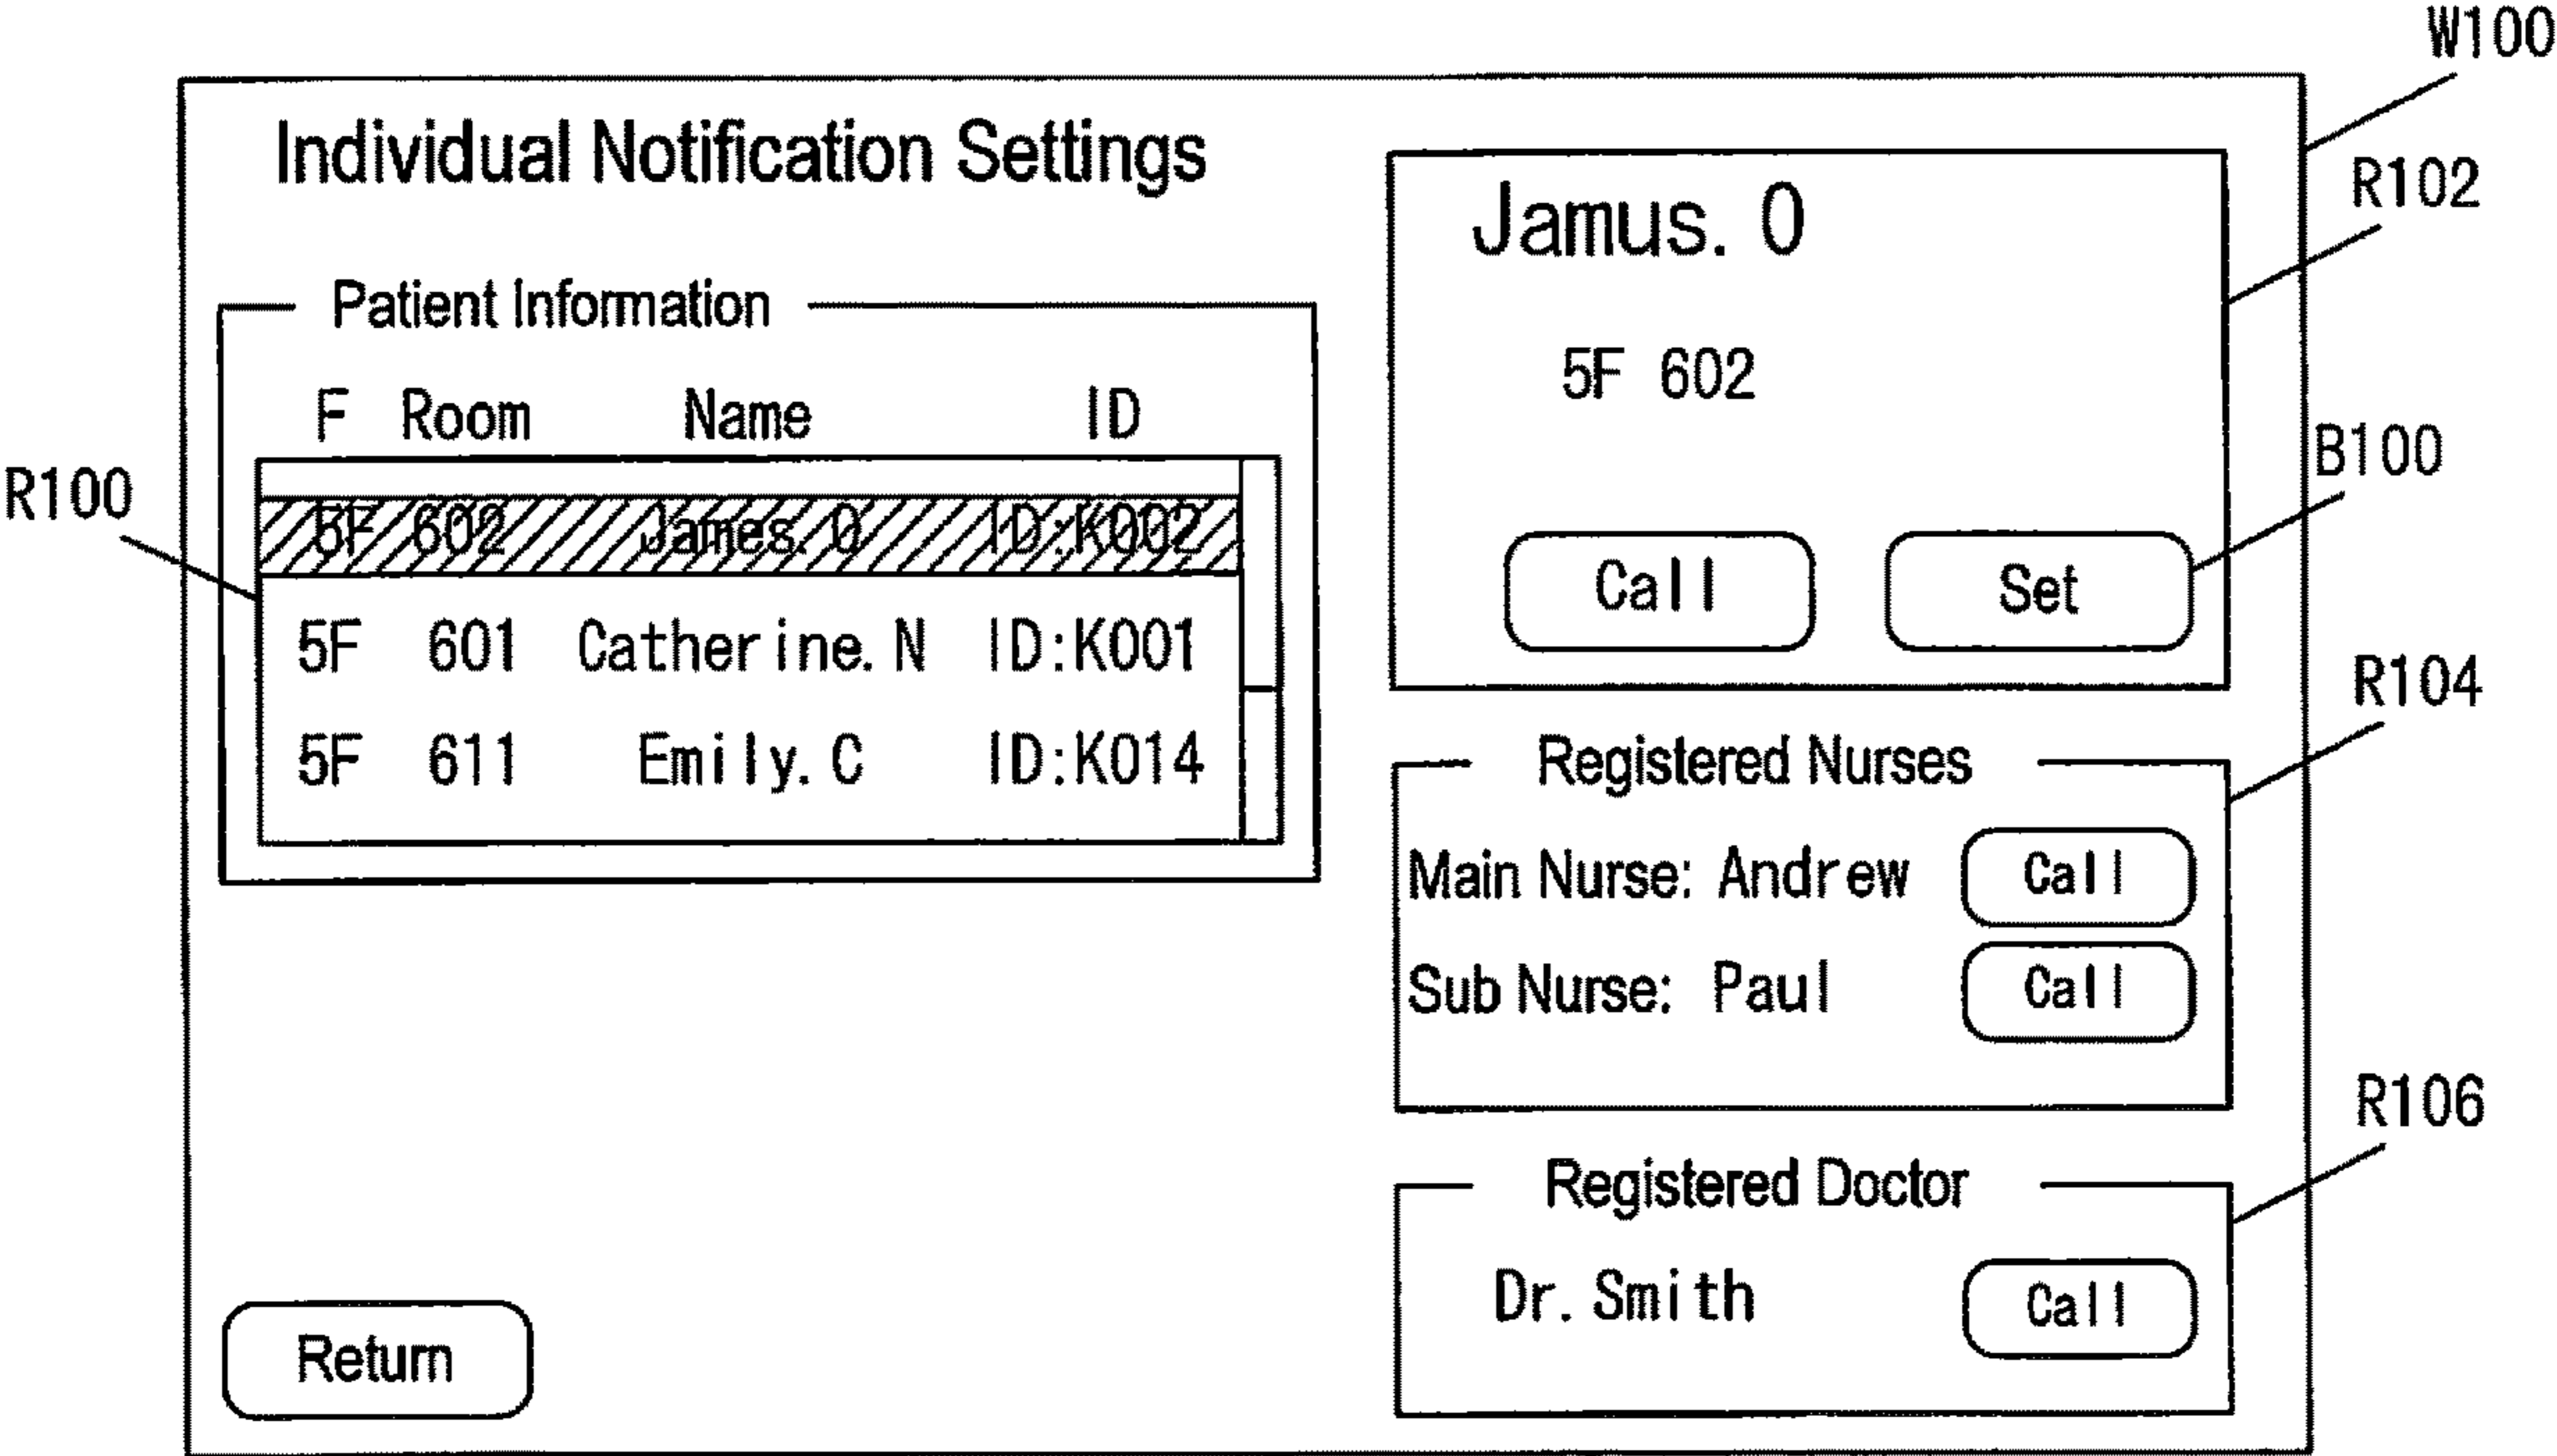 W100
Individual Notification Settings
Patient Information
F Room Name ID
R100
5F 602 James. O ID:K002
5F 601 Catherine. N ID:K001
5F 611 Emily. C ID:K014
Return
Jamus. O
5F 602
Call Set
R102
B100
Registered Nurses
R104
Main Nurse: Andrew Call
Sub Nurse: Paul Call
Registered Doctor
R106
Dr. Smith Call